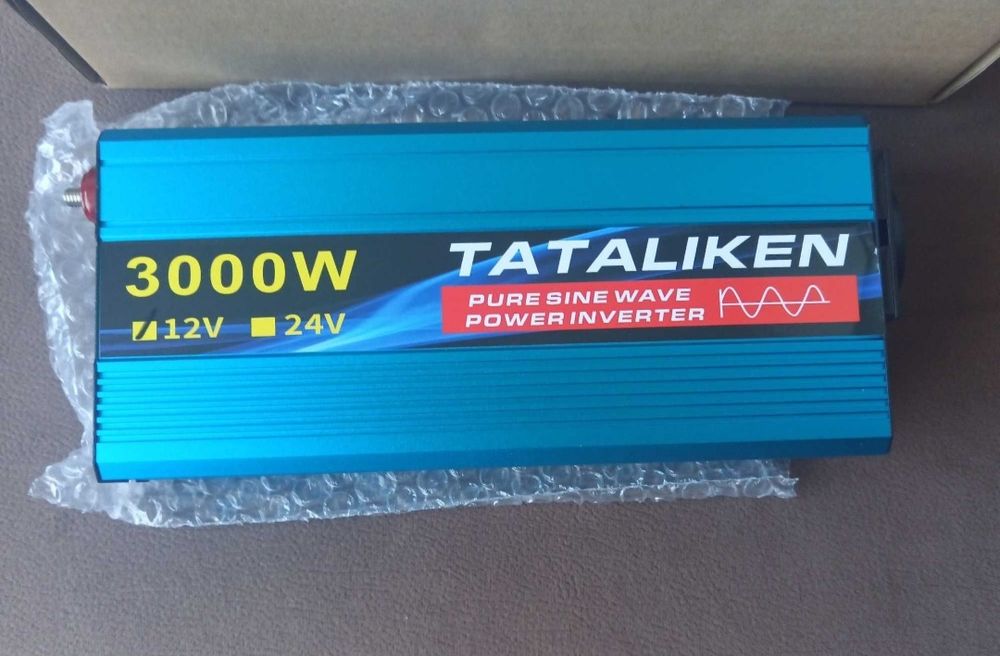 3000W
12V 24V
TATALIKEN
PURE SINE WAVE
POWER INVERTER